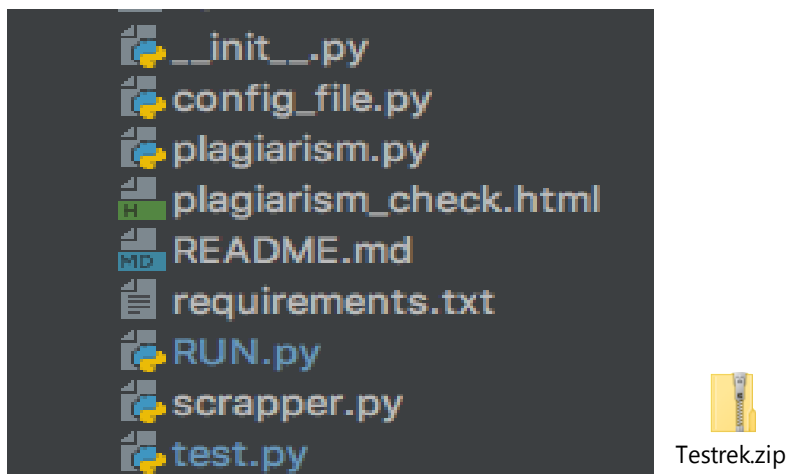 __init__.py
config_file.py
plagiarism.py
H plagiarism_check.html
MD README.md
requirements.txt
RUN.py
scrapper.py
test.py
Testrek.zip